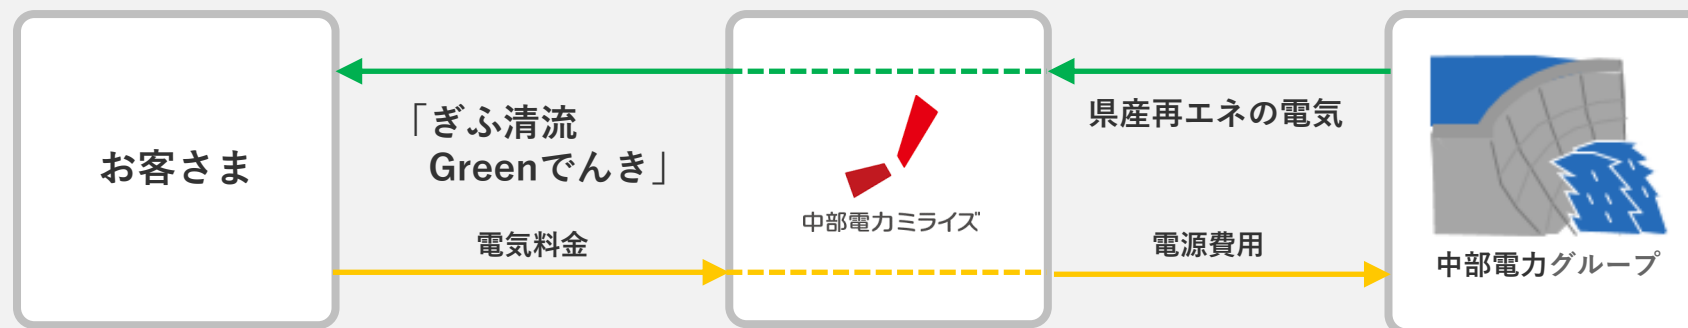 お客さま
「ぎふ清流
Greenでんき」
電気料金
中部電力ミライズ
県産再エネの電気
電源費用
中部電力グループ